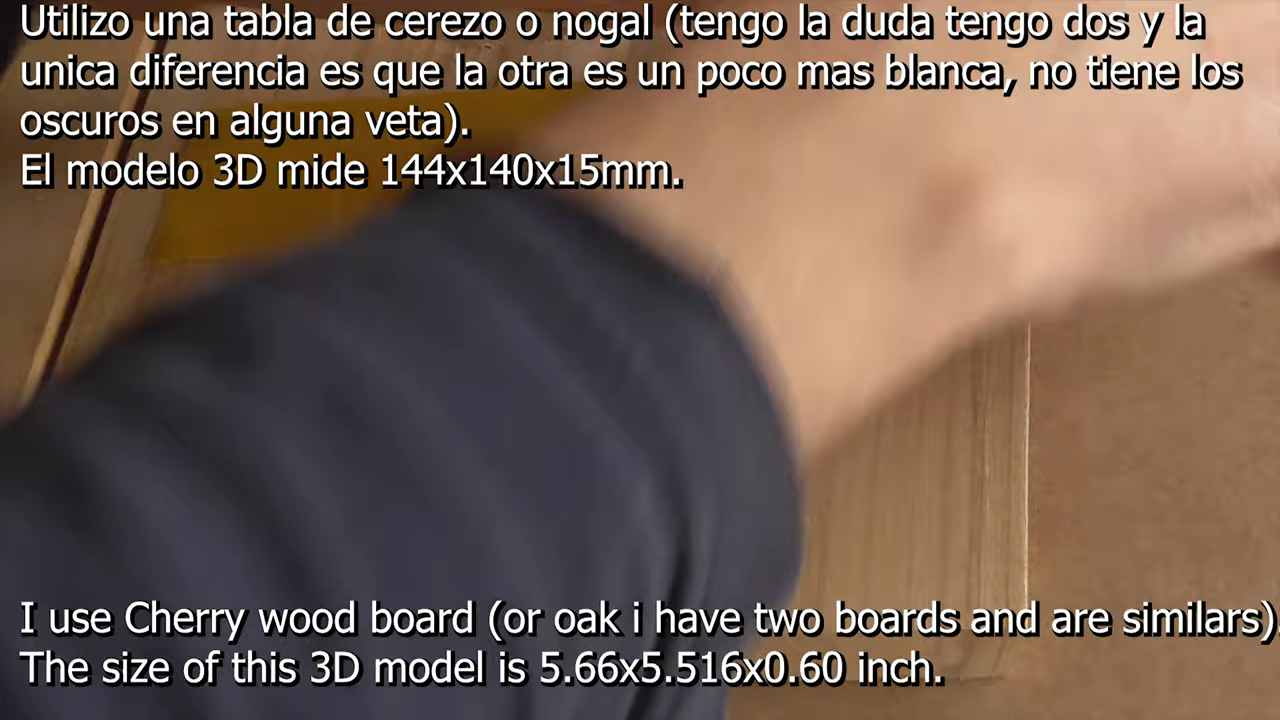 Utilizo una tabla de cerezo o nogal (tengo la duda tengo dos y la
unica diferencia es que la otra es un poco mas blanca, no tiene los
oscuros en alguna veta).
El modelo 3D mide 144x140x15mm.
I use Cherry wood board (or oak i have two boards and are similars).
The size of this 3D model is 5.66x5.516x0.60 inch.